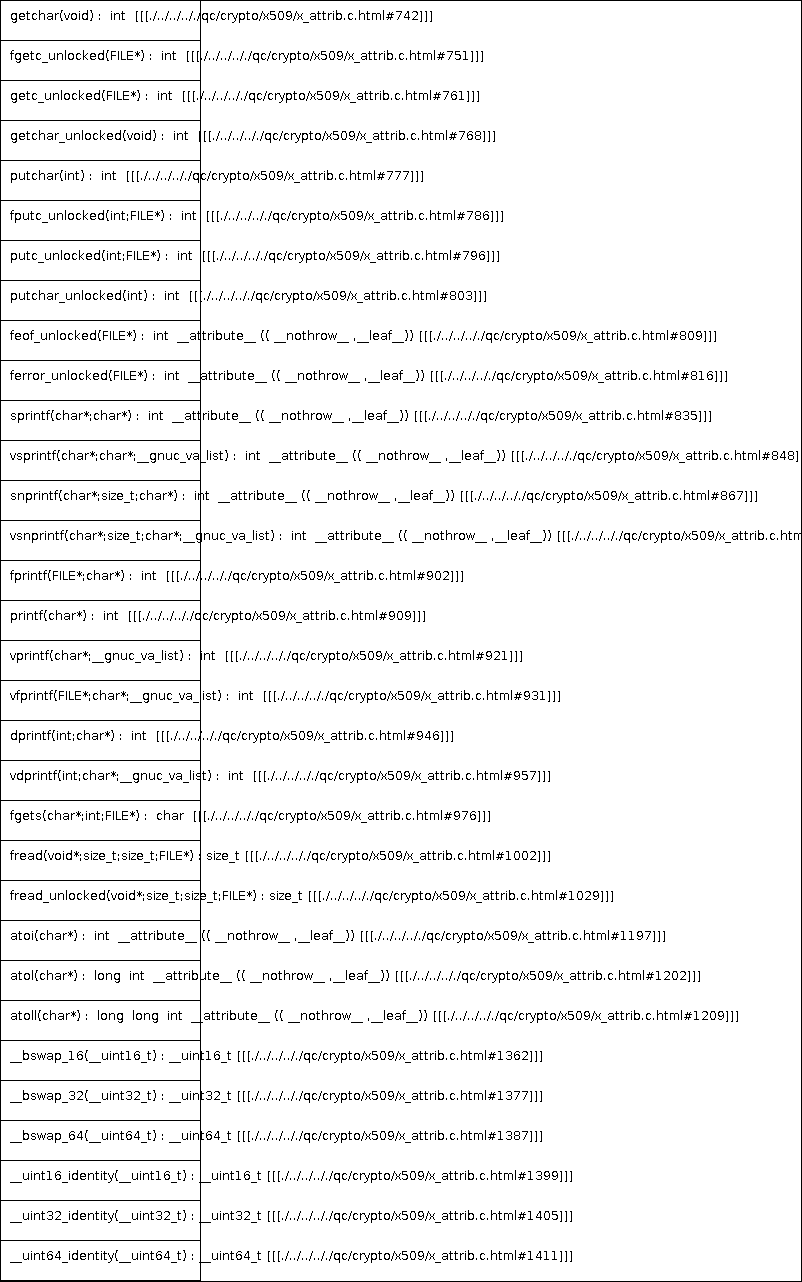 getchar(void) : int [[[./../../../qc/crypto/x509/x_attrib.c.html#742]]]
fgetc_unlocked(FILE*) : int [[[./../../../qc/crypto/x509/x_attrib.c.html#751]]]
getc_unlocked(FILE*) : int [[[./../../../qc/crypto/x509/x_attrib.c.html#761]]]
getchar_unlocked(void) : int [[[./../../../qc/crypto/x509/x_attrib.c.html#768]]]
putchar(int) : int [[[./../../../qc/crypto/x509/x_attrib.c.html#777]]]
fputc_unlocked(int;FILE*) : int [[[./../../../qc/crypto/x509/x_attrib.c.html#786]]]
putc_unlocked(int;FILE*) : int [[[./../../../qc/crypto/x509/x_attrib.c.html#796]]]
putchar_unlocked(int) : int [[[./../../../qc/crypto/x509/x_attrib.c.html#803]]]
feof_unlocked(FILE*) : int __attribute__ (( __nothrow__ ,__leaf__)) [[[./../../../qc/crypto/x509/x_attrib.c.html#809]]]
ferror_unlocked(FILE*) : int __attribute__ (( __nothrow__ ,__leaf__)) [[[./../../../qc/crypto/x509/x_attrib.c.html#816]]]
sprintf(char*;char*) : int __attribute__ (( __nothrow__ ,__leaf__)) [[[./../../../qc/crypto/x509/x_attrib.c.html#835]]]
vsprintf(char*;char*;__gnuc_va_list) : int __attribute__ (( __nothrow__ ,__leaf__)) [[[./../../../qc/crypto/x509/x_attrib.c.html#848]
snprintf(char*;size_t;char*) : int __attribute__ (( __nothrow__ ,__leaf__)) [[[./../../../qc/crypto/x509/x_attrib.c.html#867]]]
vsnprintf(char*;size_t;char*;__gnuc_va_list) : int __attribute__ (( __nothrow__ ,__leaf__)) [[[./../../../qc/crypto/x509/x_attrib.c.htm
fprintf(FILE*;char*) : int [[[./../../../qc/crypto/x509/x_attrib.c.html#902]]]
printf(char*) : int [[[./../../../qc/crypto/x509/x_attrib.c.html#909]]]
vprintf(char*;__gnuc_va_list) : int [[[./../../../qc/crypto/x509/x_attrib.c.html#921]]]
vfprintf(FILE*;char*;__gnuc_va_list) : int [[[./../../../qc/crypto/x509/x_attrib.c.html#931]]]
dprintf(int;char*) : int [[[./../../../qc/crypto/x509/x_attrib.c.html#946]]]
vdprintf(int;char*;__gnuc_va_list) : int [[[./../../../qc/crypto/x509/x_attrib.c.html#957]]]
fgets(char*;int;FILE*) : char [[[./../../../qc/crypto/x509/x_attrib.c.html#976]]]
fread(void*;size_t;size_t;FILE*) : size_t [[[./../../../qc/crypto/x509/x_attrib.c.html#1002]]]
fread_unlocked(void*;size_t;size_t;FILE*) : size_t [[[./../../../qc/crypto/x509/x_attrib.c.html#1029]]]
atoi(char*) : int __attribute__ (( __nothrow__ ,__leaf__)) [[[./../../../qc/crypto/x509/x_attrib.c.html#1197]]]
atol(char*) : long int __attribute__ (( __nothrow__ ,__leaf__)) [[[./../../../qc/crypto/x509/x_attrib.c.html#1202]]]
atoll(char*) : long long int __attribute__ (( __nothrow__ ,__leaf__)) [[[./../../../qc/crypto/x509/x_attrib.c.html#1209]]]
__bswap_16(__uint16_t) : __uint16_t [[[./../../../qc/crypto/x509/x_attrib.c.html#1362]]]
__bswap_32(__uint32_t) : __uint32_t [[[./../../../qc/crypto/x509/x_attrib.c.html#1377]]]
__bswap_64(__uint64_t) : __uint64_t [[[./../../../qc/crypto/x509/x_attrib.c.html#1387]]]
__uint16_identity(__uint16_t) : __uint16_t [[[./../../../qc/crypto/x509/x_attrib.c.html#1399]]]
__uint32_identity(__uint32_t) : __uint32_t [[[./../../../qc/crypto/x509/x_attrib.c.html#1405]]]
__uint64_identity(__uint64_t) : __uint64_t [[[./../../../qc/crypto/x509/x_attrib.c.html#1411]]]